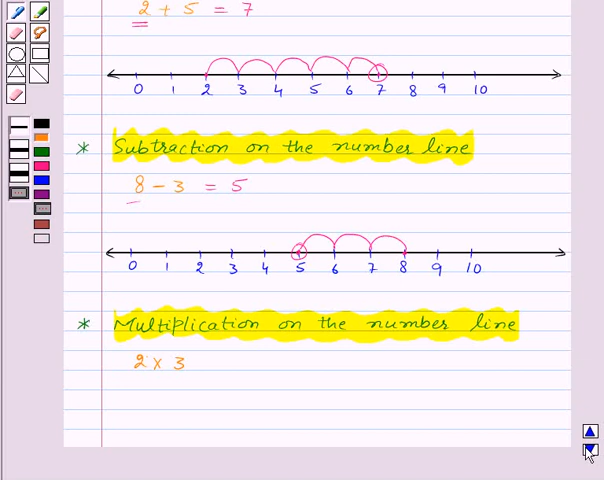 2 + 5 = 7
0 1 2 3 4 5 6 7 8 9 10
* Subtraction on the number line
8 - 3 = 5
0 1 2 3 4 5 6 7 8 9 10
* Multiplication on the number line
2 × 3